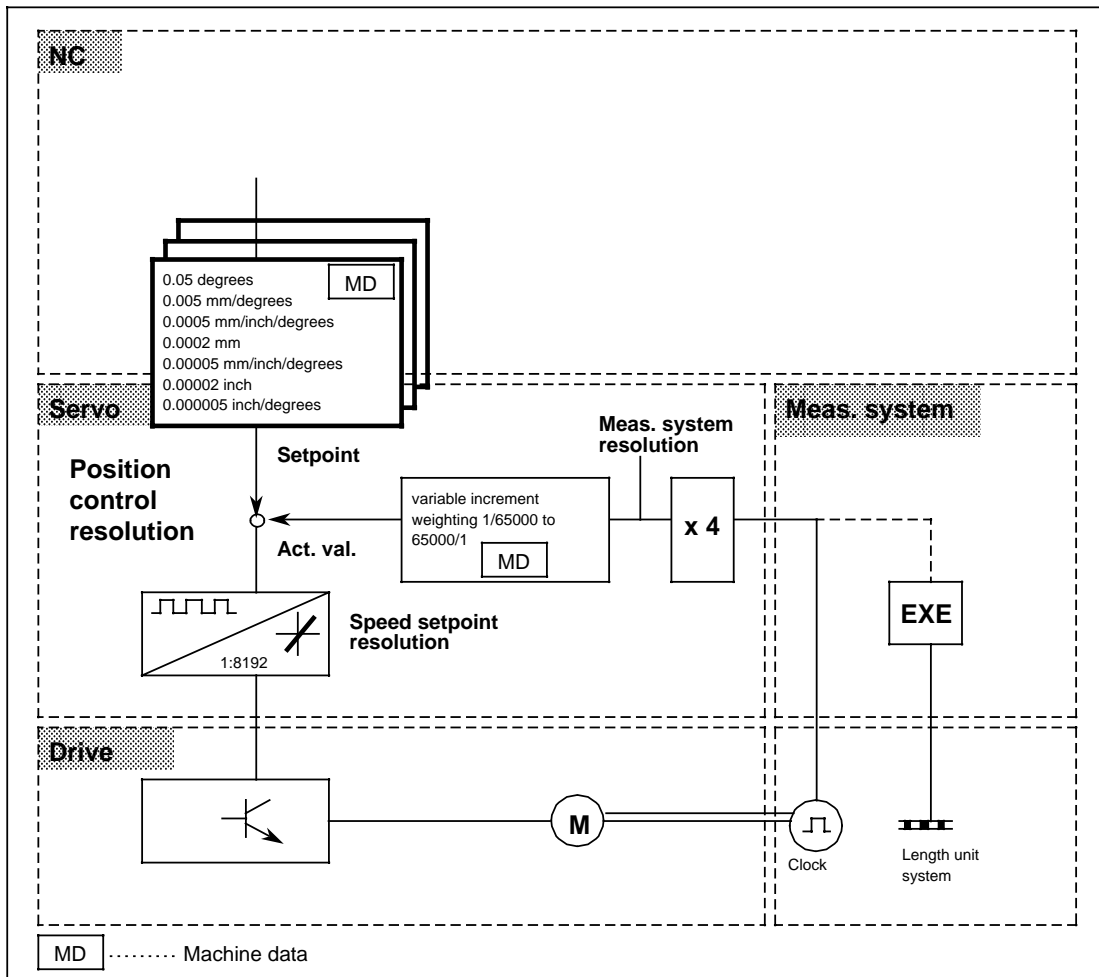 NC
0.05 degrees
MD
0.005 mm/degrees
0.0005 mm/inch/degrees
0.0002 mm
0.00005 mm/inch/degrees
0.00002 inch
0.000005 inch/degrees
Servo
Meas. system
Meas. system
resolution
Setpoint
Position
control
resolution
variable increment
weighting 1/65000 to
65000/1
MD
x 4
Act. val.
EXE
Speed setpoint
resolution
1:8192
Drive
M
Clock
Length unit
system
MD ......... Machine data